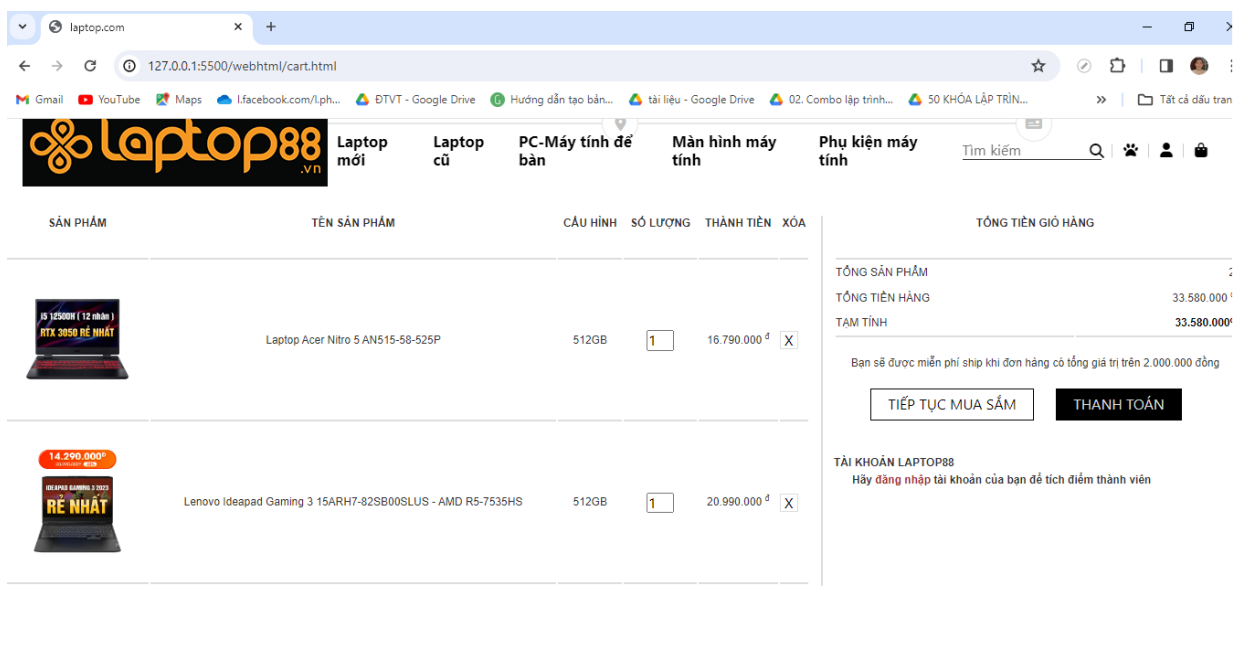 laptop.com
127.0.0.1:5500/webhtml/cart.html
Gmail YouTube Maps l.facebook.com/l.ph... ĐTVT - Google Drive Hướng dẫn tạo bản... tài liệu - Google Drive 02. Combo lập trình... 50 KHÓA LẬP TRÌN... Tất cả dấu tran
laptop88
.vn
Laptop mới Laptop cũ PC-Máy tính để bàn Màn hình máy tính Phụ kiện máy tính Tìm kiếm
SẢN PHẨM TÊN SẢN PHẨM CẤU HÌNH SỐ LƯỢNG THÀNH TIỀN XÓA TỔNG TIỀN GIỎ HÀNG
TỔNG SẢN PHẨM 2
TỔNG TIỀN HÀNG 33.580.000 đ
TẠM TÍNH 33.580.000đ
I5 12500H ( 12 nhân )
RTX 3050 RẺ NHẤT
Laptop Acer Nitro 5 AN515-58-525P 512GB 1 16.790.000 đ X
Bạn sẽ được miễn phí ship khi đơn hàng có tổng giá trị trên 2.000.000 đồng
TIẾP TỤC MUA SẮM THANH TOÁN
14.290.000Đ
IDEAPAD GAMING 3 2023
RẺ NHẤT
Lenovo Ideapad Gaming 3 15ARH7-82SB00SLUS - AMD R5-7535HS 512GB 1 20.990.000 đ X
TÀI KHOẢN LAPTOP88
Hãy đăng nhập tài khoản của bạn để tích điểm thành viên